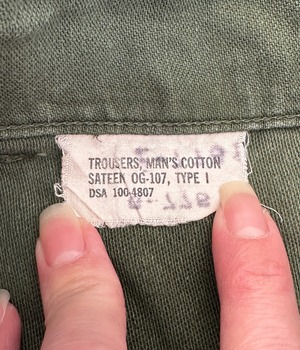 TROUSERS, MAN'S COTTON
SATEEN OG-107, TYPE I
DSA 100-4807